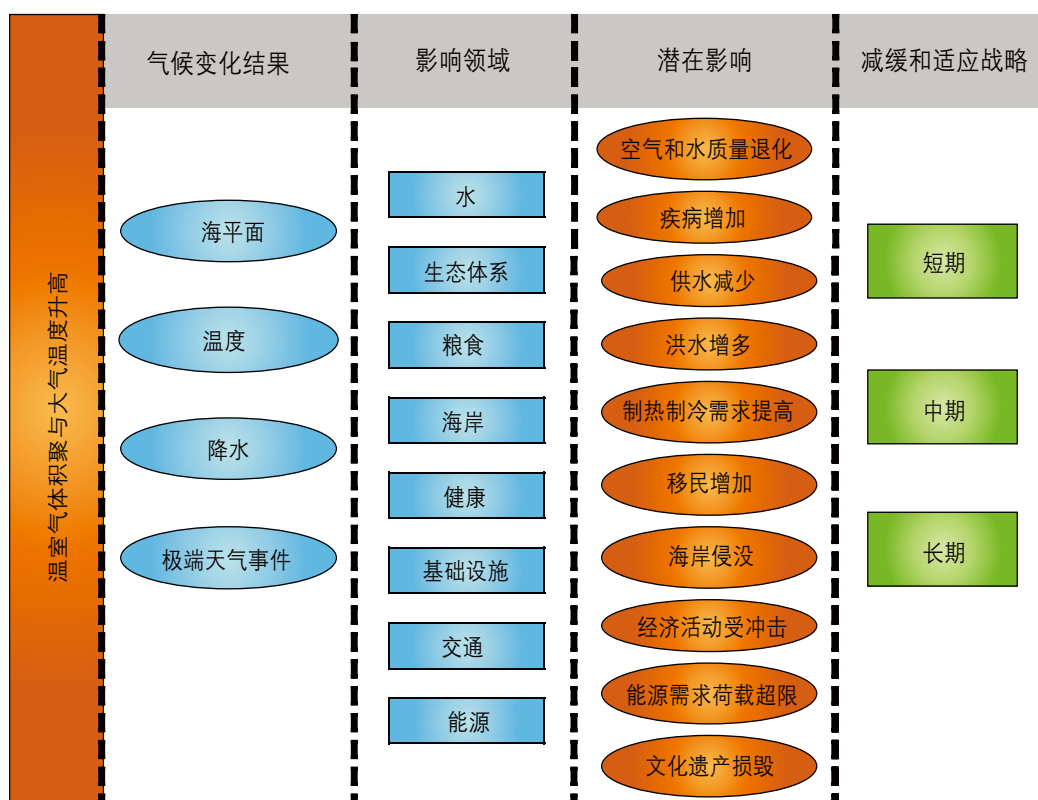 温室气体积聚与大气温度升高
气候变化结果
海平面
温度
降水
极端天气事件
影响领域
水
生态体系
粮食
海岸
健康
基础设施
交通
能源
潜在影响
空气和水质量退化
疾病增加
供水减少
洪水增多
制热制冷需求提高
移民增加
海岸侵没
经济活动受冲击
能源需求荷载超限
文化遗产损毁
减缓和适应战略
短期
中期
长期